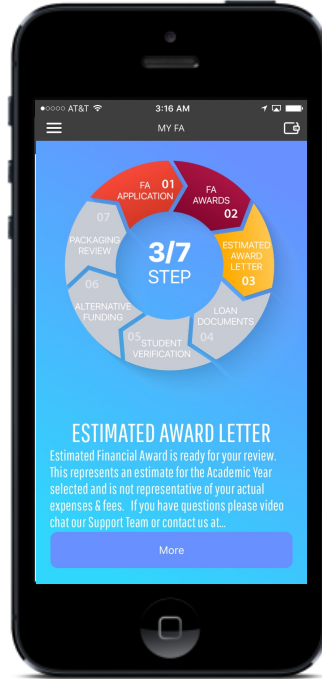 AT&T 3:16 AM
MY FA
FA 01
APPLICATION
FA
AWARDS
02
ESTIMATED
AWARD
LETTER
03
LOAN
DOCUMENTS
04
05
STUDENT
VERIFICATION
06
ALTERNATIVE
FUNDING
07
PACKAGING
REVIEW
3/7
STEP
ESTIMATED AWARD LETTER
Estimated Financial Award is ready for your review.
This represents an estimate for the Academic Year
selected and is not representative of your actual
expenses & fees. If you have questions please video
chat our Support Team or contact us at...
More